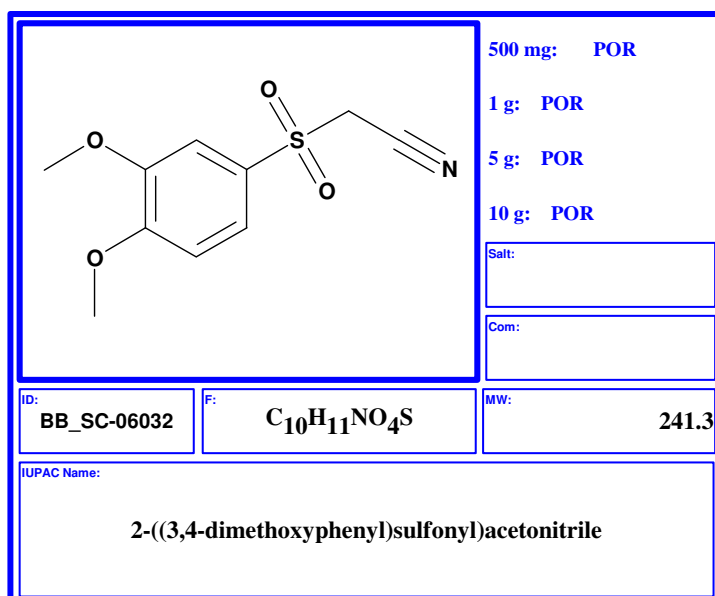 500 mg: POR
1 g: POR
5 g: POR
10 g: POR
O
S
N
O
O
O
Salt:
Com:
ID:
BB_SC-06032
F:
C10H11NO4S
MW:
241.3
IUPAC Name:
2-((3,4-dimethoxyphenyl)sulfonyl)acetonitrile